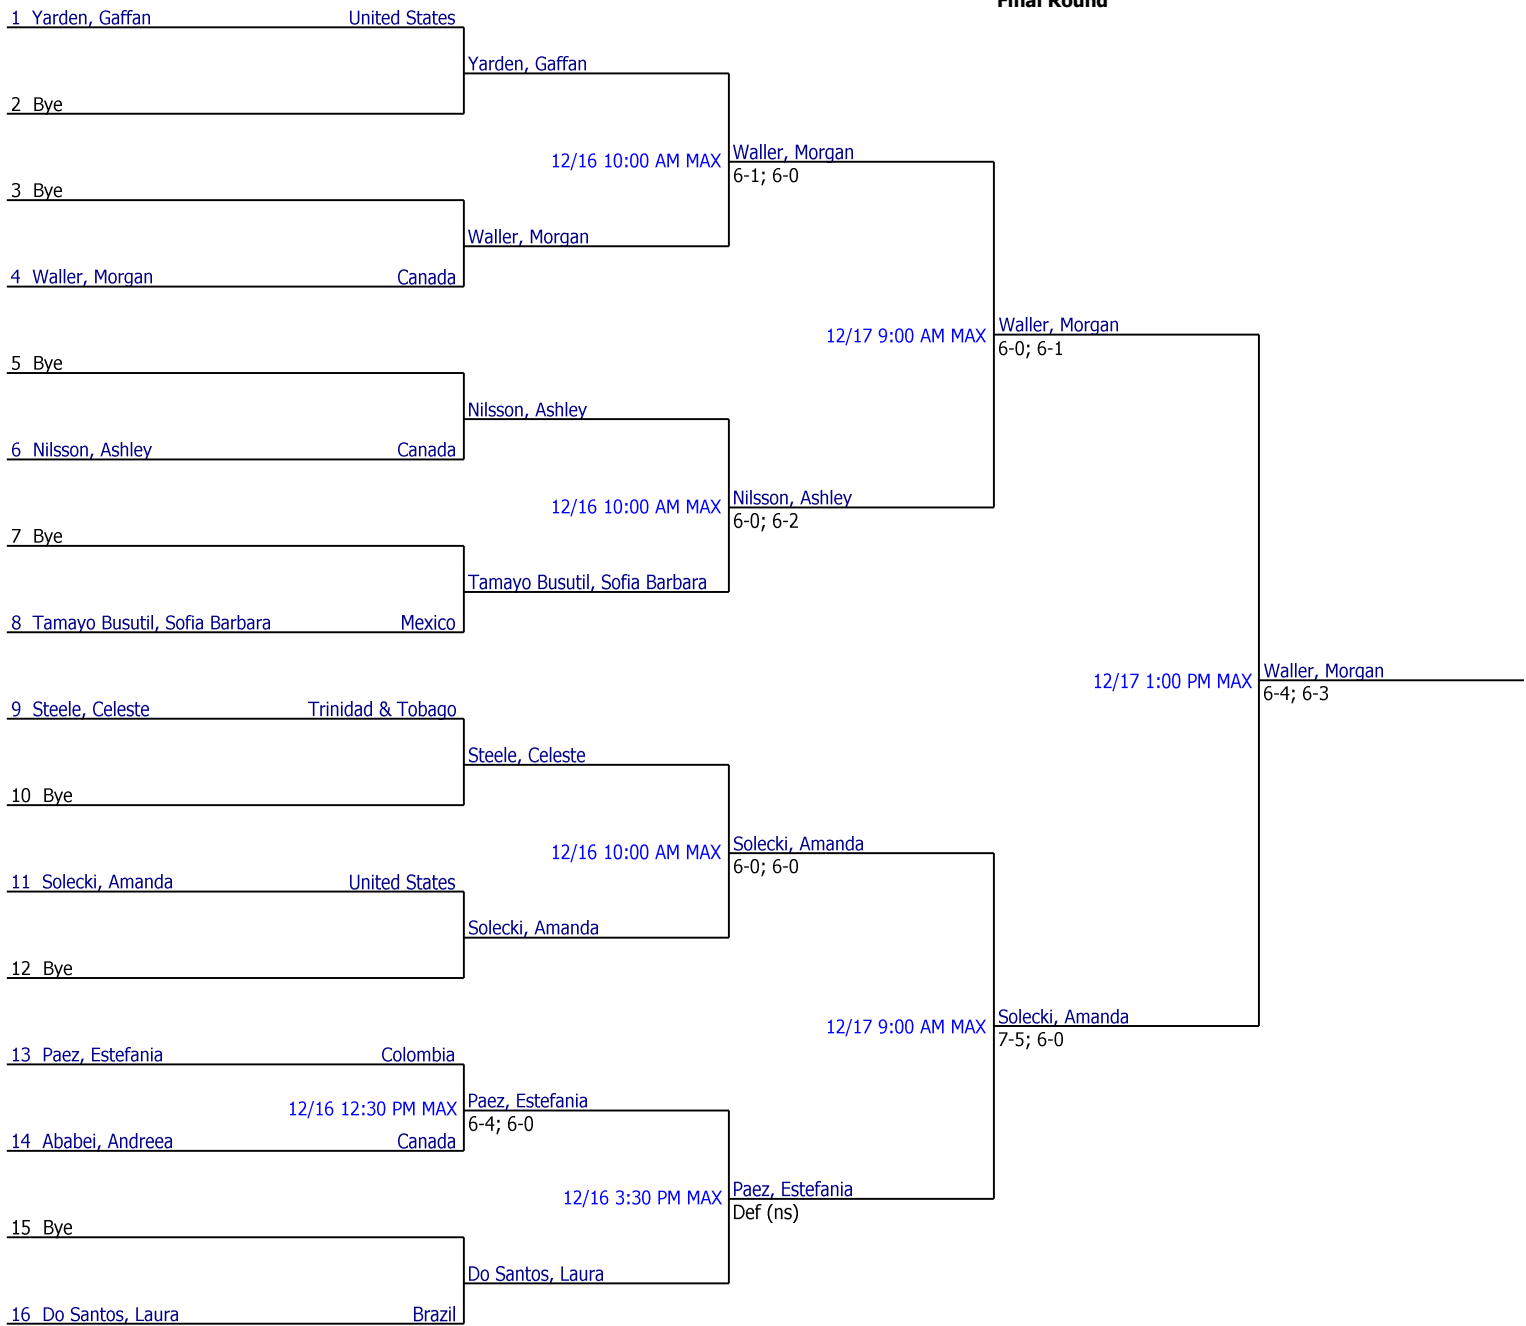 Final Round
1 Yarden, Gaffan United States
Yarden, Gaffan
2 Bye
12/16 10:00 AM MAX Waller, Morgan
6-1; 6-0
3 Bye
Waller, Morgan
4 Waller, Morgan Canada
12/17 9:00 AM MAX Waller, Morgan
6-0; 6-1
5 Bye
Nilsson, Ashley
6 Nilsson, Ashley Canada
12/16 10:00 AM MAX Nilsson, Ashley
6-0; 6-2
7 Bye
Tamayo Busutil, Sofia Barbara
8 Tamayo Busutil, Sofia Barbara Mexico
12/17 1:00 PM MAX Waller, Morgan
6-4; 6-3
9 Steele, Celeste Trinidad & Tobago
Steele, Celeste
10 Bye
12/16 10:00 AM MAX Solecki, Amanda
6-0; 6-0
11 Solecki, Amanda United States
Solecki, Amanda
12 Bye
12/17 9:00 AM MAX Solecki, Amanda
7-5; 6-0
13 Paez, Estefania Colombia
12/16 12:30 PM MAX Paez, Estefania
6-4; 6-0
14 Ababei, Andreea Canada
12/16 3:30 PM MAX Paez, Estefania
Def (ns)
15 Bye
Do Santos, Laura
16 Do Santos, Laura Brazil